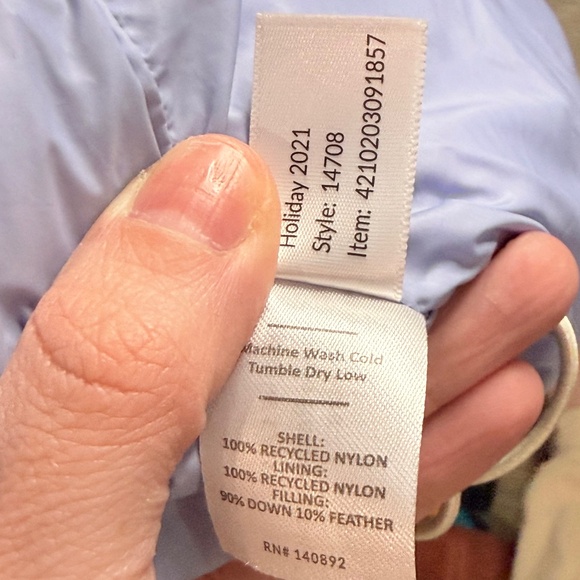 Holiday 2021
Style: 14708
Item: 4210203091857
Machine Wash Cold
Tumble Dry Low
SHELL:
100% RECYCLED NYLON
LINING:
100% RECYCLED NYLON
FILLING:
90% DOWN 10% FEATHER
RN# 140892